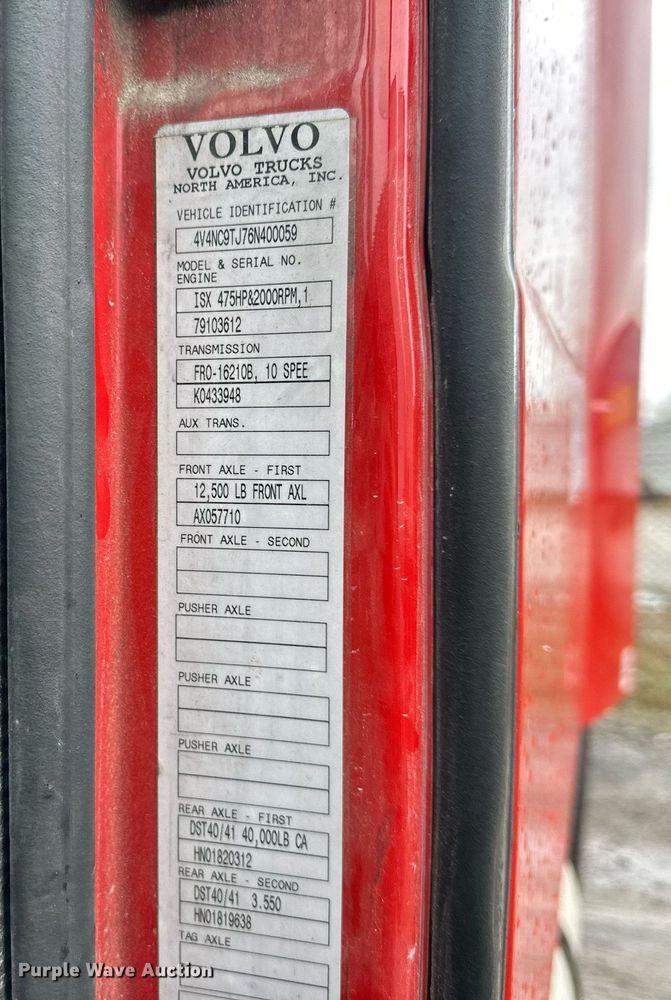 VOLVO
VOLVO TRUCKS
NORTH AMERICA, INC.
VEHICLE IDENTIFICATION #
4V4NC9TJ76N400059
MODEL & SERIAL NO.
ENGINE
ISX 475HP&2000RPM,1
79103612
TRANSMISSION
FRO-16210B, 10 SPEE
K0433948
AUX TRANS.
FRONT AXLE - FIRST
12,500 LB FRONT AXL
AX057710
FRONT AXLE - SECOND
PUSHER AXLE
PUSHER AXLE
PUSHER AXLE
REAR AXLE - FIRST
DST40/41 40,000LB CA
HN01820312
REAR AXLE - SECOND
DST40/41 3.550
HN01819638
TAG AXLE
Purple Wave Auction